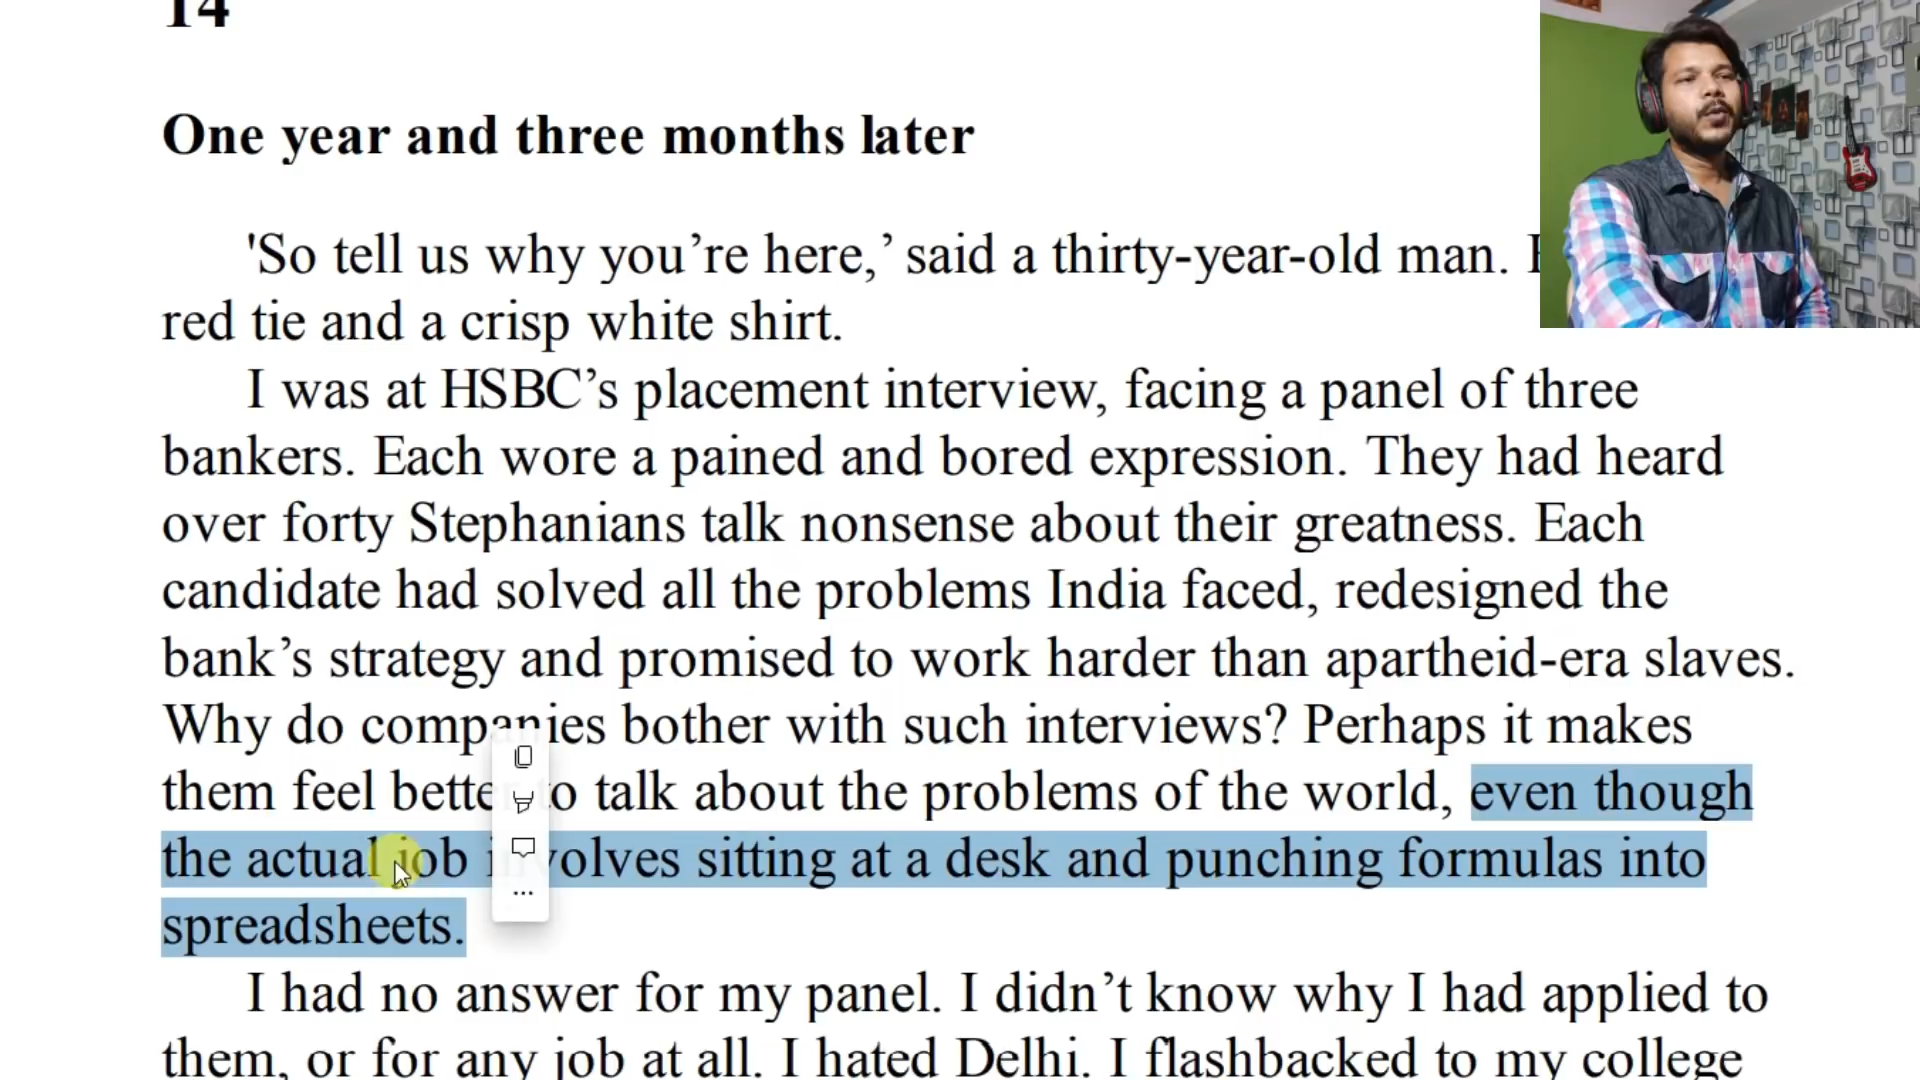 14
One year and three months later
'So tell us why you’re here,’ said a thirty-year-old man.
red tie and a crisp white shirt.
I was at HSBC’s placement interview, facing a panel of three
bankers. Each wore a pained and bored expression. They had heard
over forty Stephanians talk nonsense about their greatness. Each
candidate had solved all the problems India faced, redesigned the
bank’s strategy and promised to work harder than apartheid-era slaves.
Why do companies bother with such interviews? Perhaps it makes
them feel better to talk about the problems of the world, even though
the actual job involves sitting at a desk and punching formulas into
spreadsheets.
I had no answer for my panel. I didn’t know why I had applied to
them, or for any job at all. I hated Delhi. I flashbacked to my college